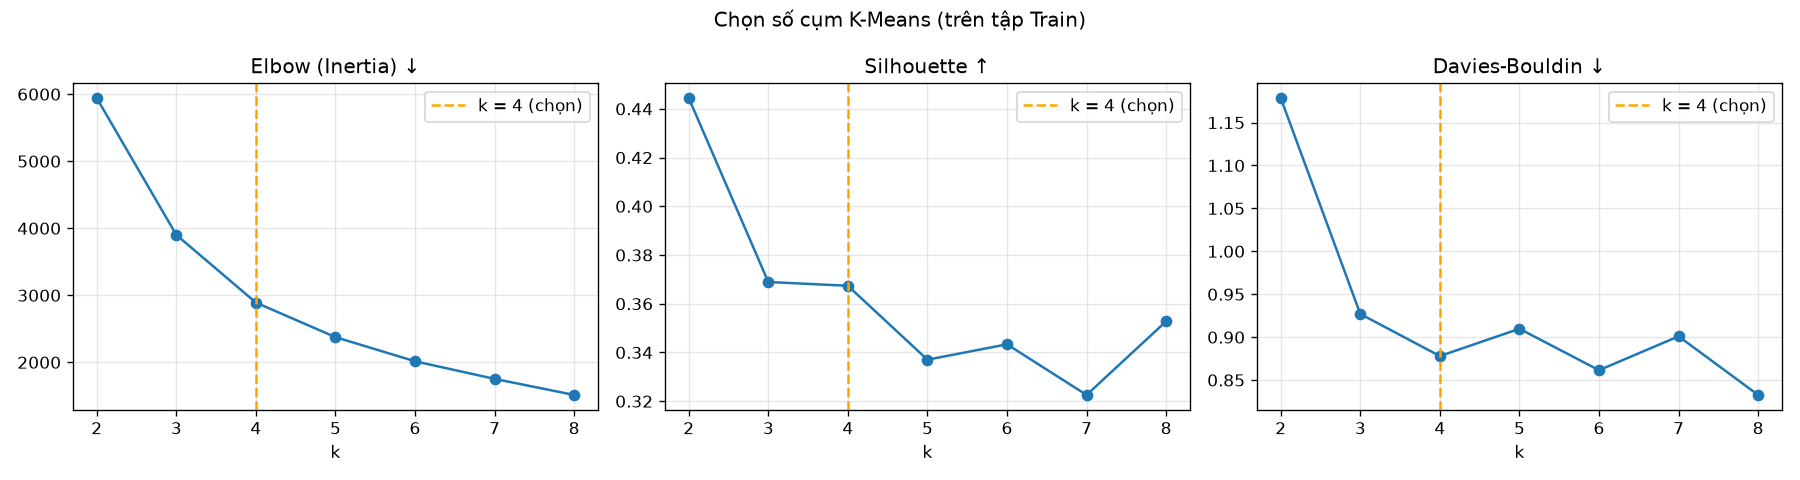 Chọn số cụm K-Means (trên tập Train)
Elbow (Inertia) ↓
6000
5000
4000
3000
2000
2 3 4 5 6 7 8
k
k = 4 (chọn)
Silhouette ↑
0.44
0.42
0.40
0.38
0.36
0.34
0.32
2 3 4 5 6 7 8
k
k = 4 (chọn)
Davies-Bouldin ↓
1.15
1.10
1.05
1.00
0.95
0.90
0.85
2 3 4 5 6 7 8
k
k = 4 (chọn)